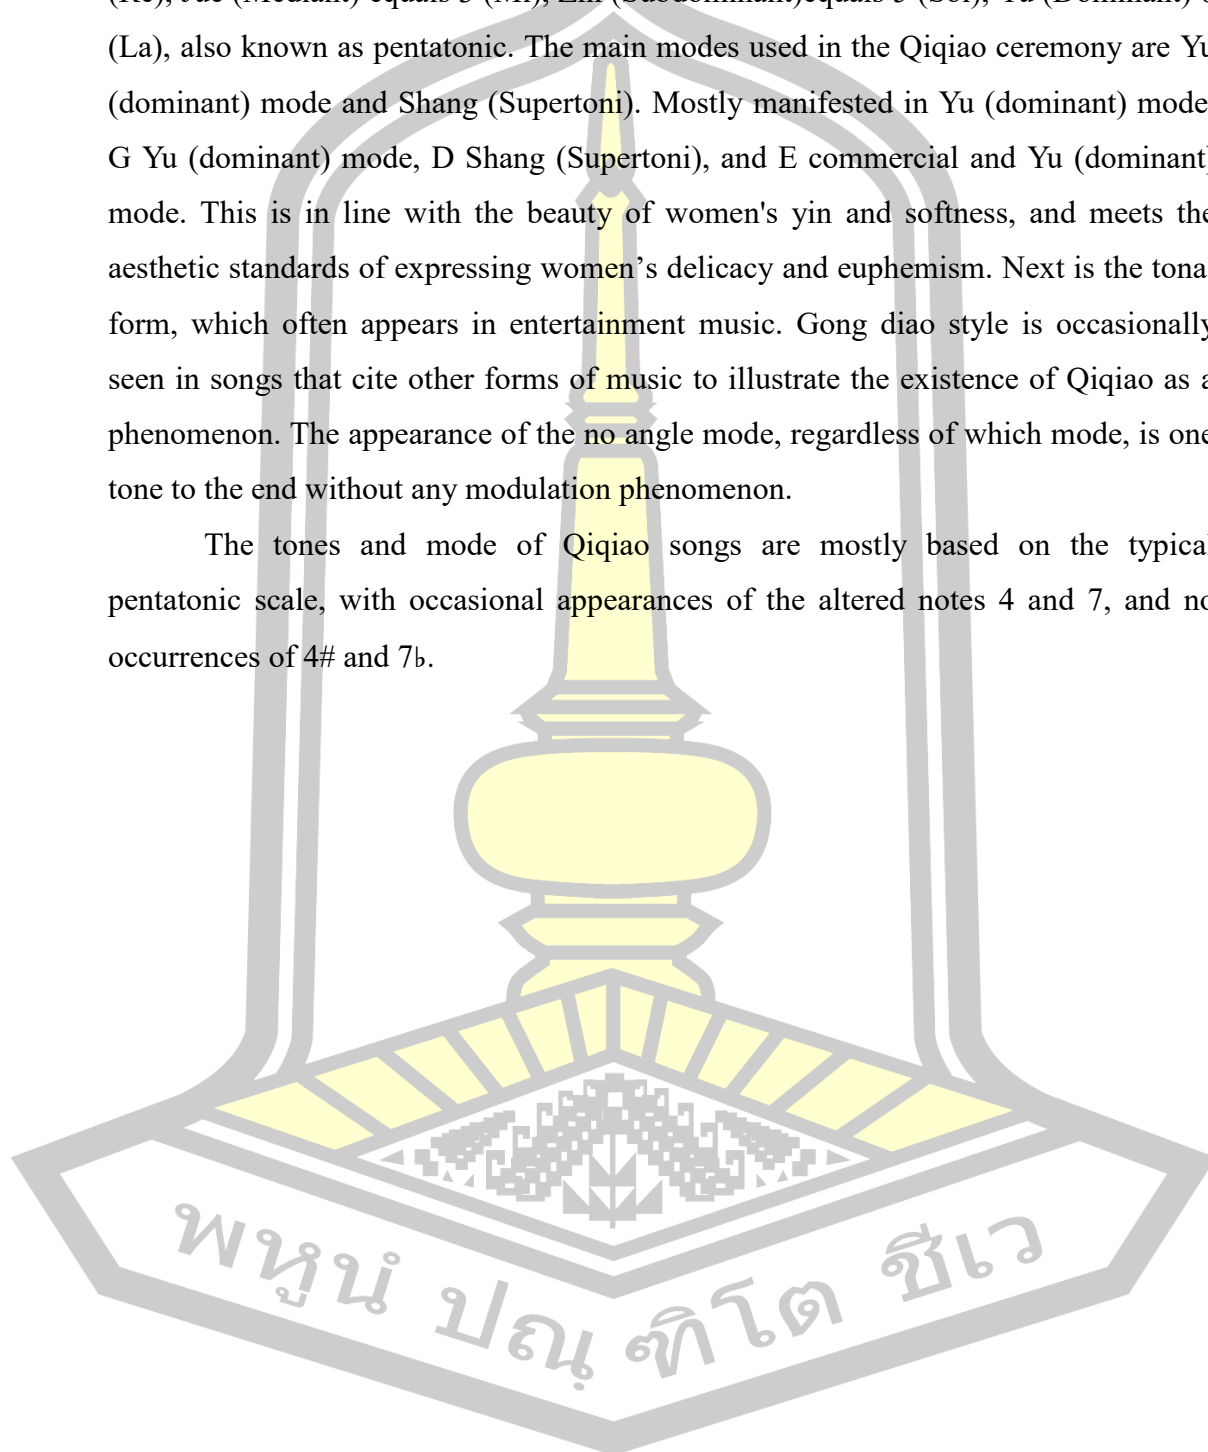 (La), also known as pentatonic. The main modes used in the Qiqiao ceremony are Yu
(dominant) mode and Shang (Supertoni). Mostly manifested in Yu (dominant) mode
G Yu (dominant) mode, D Shang (Supertoni), and E commercial and Yu (dominant)
mode. This is in line with the beauty of women's yin and softness, and meets the
aesthetic standards of expressing women’s delicacy and euphemism. Next is the tonal
form, which often appears in entertainment music. Gong diao style is occasionally
seen in songs that cite other forms of music to illustrate the existence of Qiqiao as a
phenomenon. The appearance of the no angle mode, regardless of which mode, is one
tone to the end without any modulation phenomenon.
The tones and mode of Qiqiao songs are mostly based on the typical
pentatonic scale, with occasional appearances of the altered notes 4 and 7, and no
occurrences of 4# and 7♭.
พหูนํ ปณฺฑิโต ชีเว